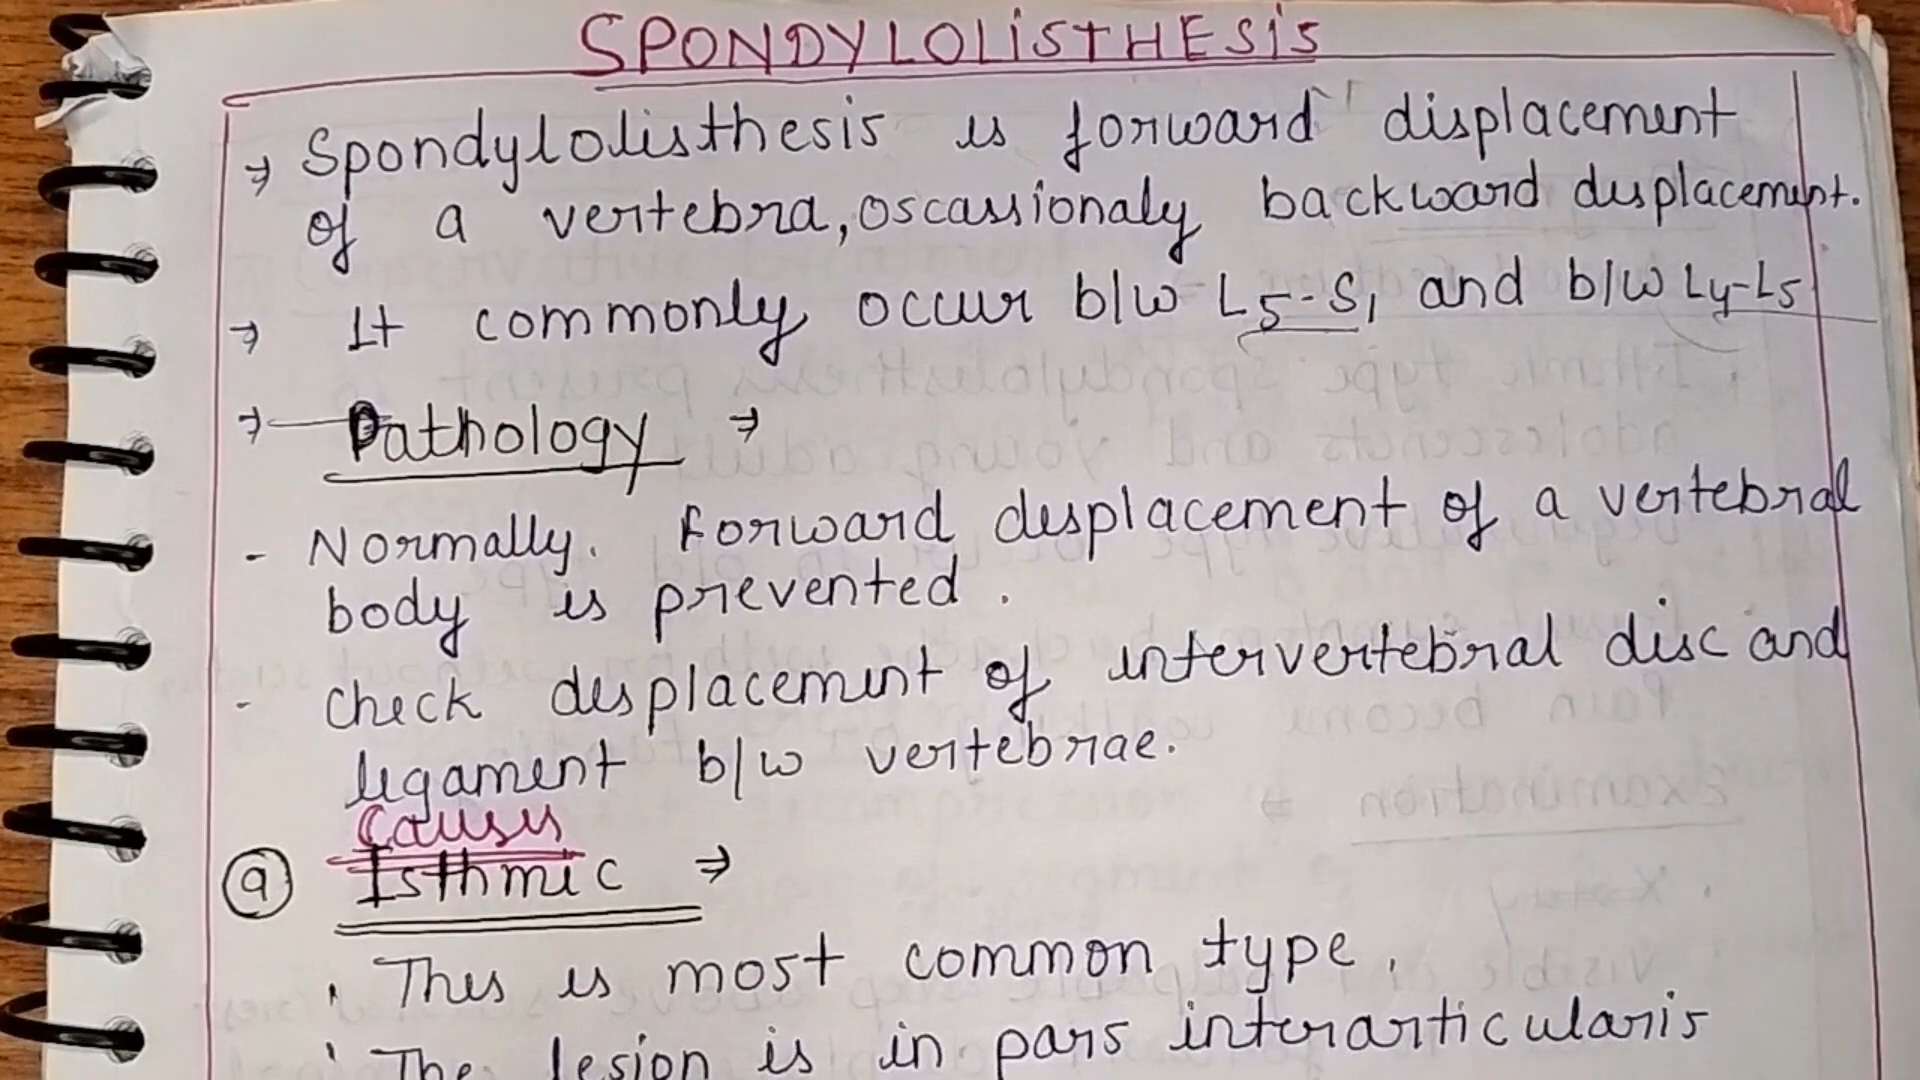 SPONDYLOLISTHESIS
→ Spondylolisthesis is forward displacement
of a vertebra, oscassionaly backward displacement.
→ It commonly occur b/w L5-S1 and b/w L4-L5
→ Pathology →
- Normally. Forward displacement of a vertebral
body is prevented.
- check displacement of intervertebral disc and
ligament b/w vertebrae.
Causes
(a) Isthmic →
• This is most common type.
• The lesion is in pars interarticularis